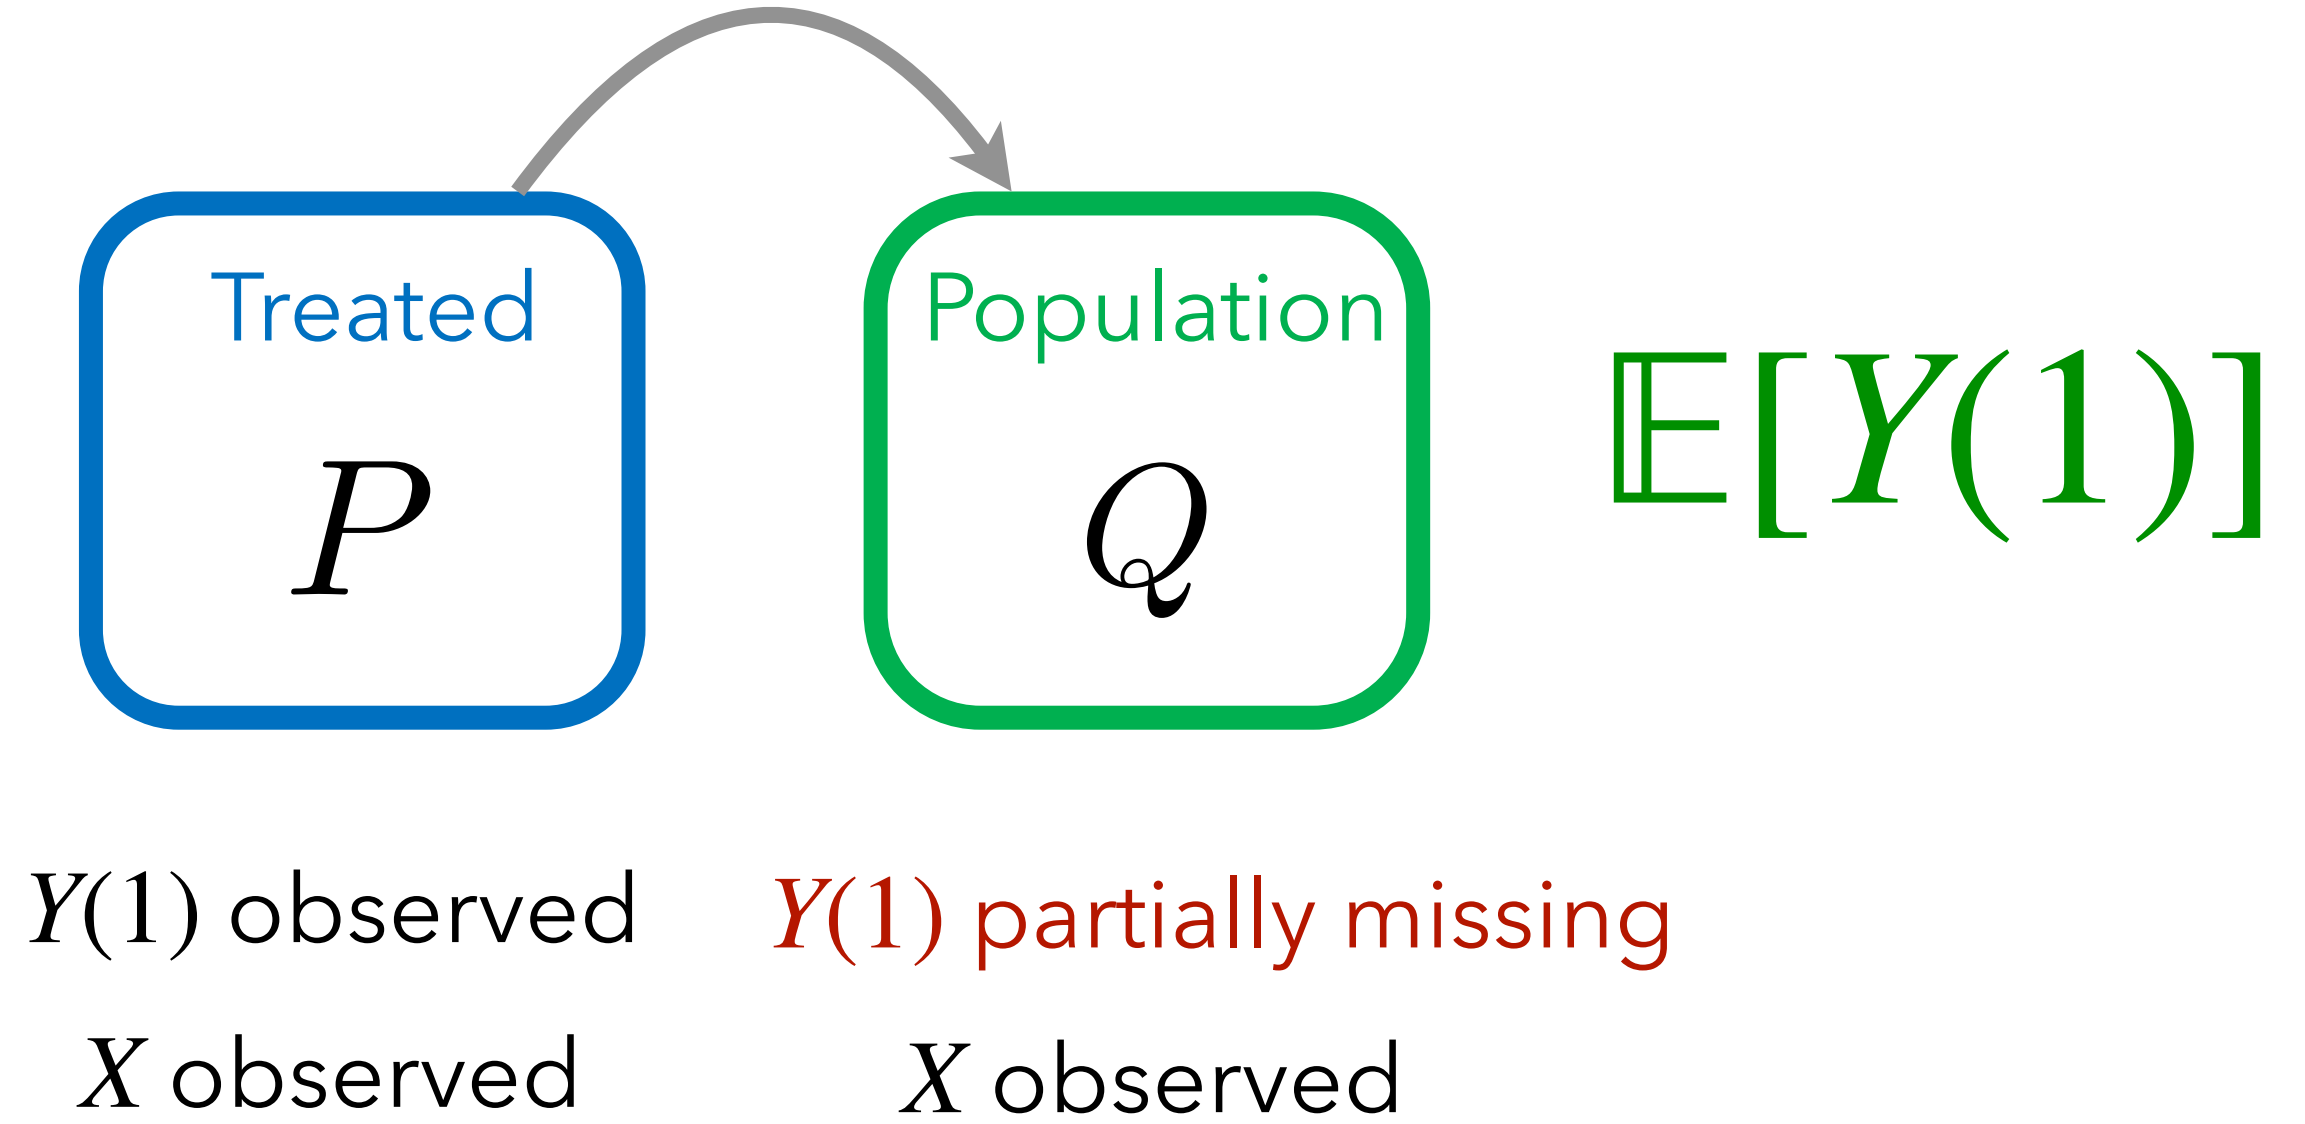 Treated
P
Population
Q
𝔼[Y(1)]
Y(1) observed
Y(1) partially missing
X observed
X observed